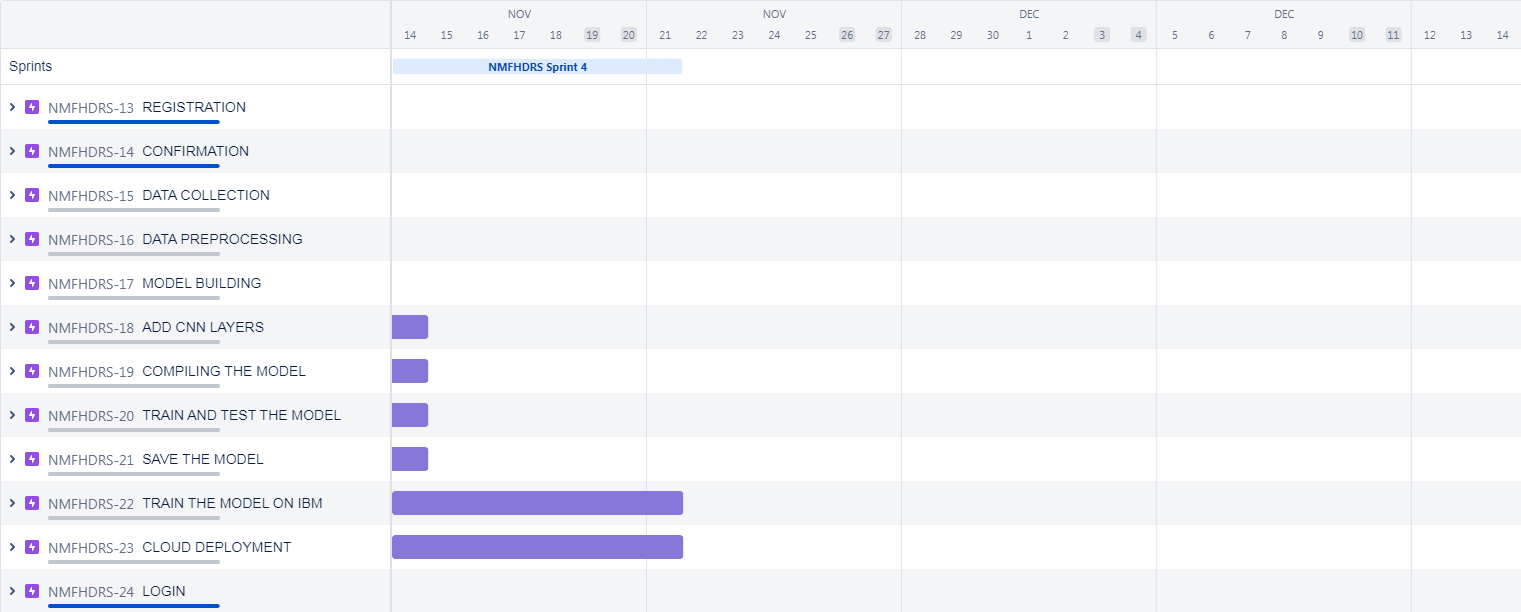 NOV NOV DEC DEC
14 15 16 17 18 19 20 21 22 23 24 25 26 27 28 29 30 1 2 3 4 5 6 7 8 9 10 11 12 13 14
Sprints NMFHDRS Sprint 4
NMFHDRS-13 REGISTRATION
NMFHDRS-14 CONFIRMATION
NMFHDRS-15 DATA COLLECTION
NMFHDRS-16 DATA PREPROCESSING
NMFHDRS-17 MODEL BUILDING
NMFHDRS-18 ADD CNN LAYERS
NMFHDRS-19 COMPILING THE MODEL
NMFHDRS-20 TRAIN AND TEST THE MODEL
NMFHDRS-21 SAVE THE MODEL
NMFHDRS-22 TRAIN THE MODEL ON IBM
NMFHDRS-23 CLOUD DEPLOYMENT
NMFHDRS-24 LOGIN